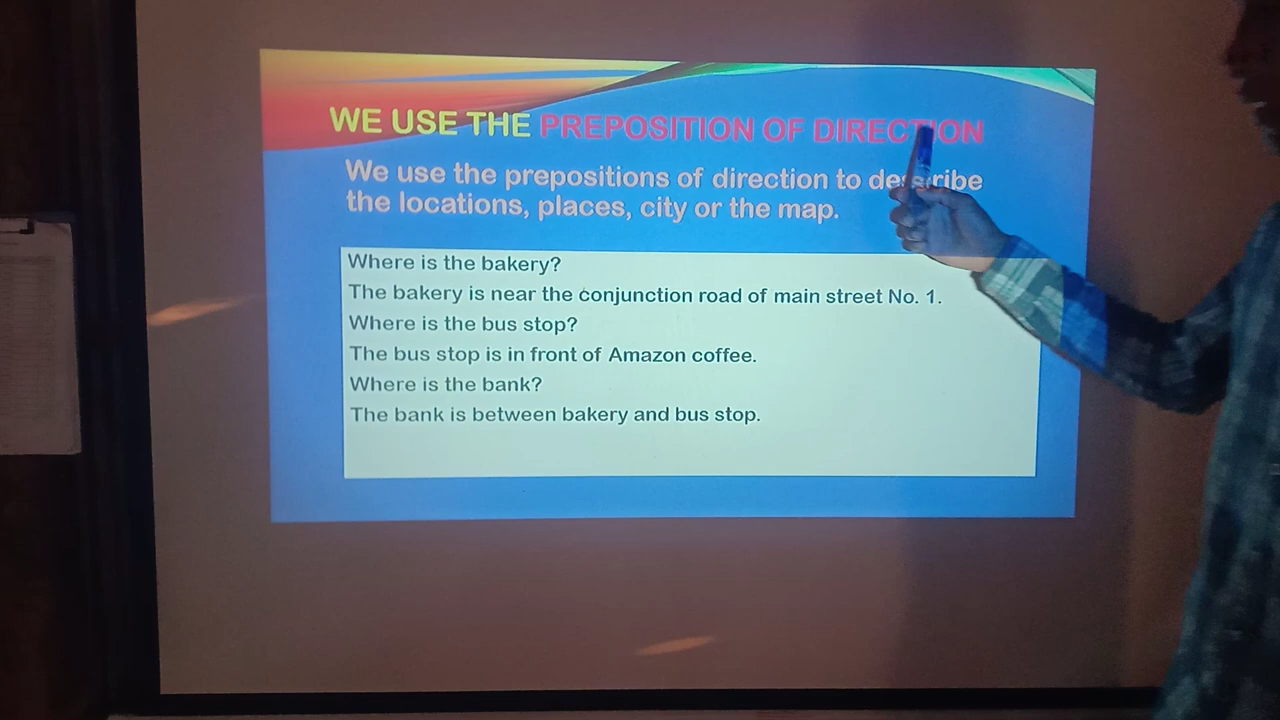 WE USE THE PREPOSITION OF DIRECTION
We use the prepositions of direction to describe
the locations, places, city or the map.
Where is the bakery?
The bakery is near the conjunction road of main street No. 1.
Where is the bus stop?
The bus stop is in front of Amazon coffee.
Where is the bank?
The bank is between bakery and bus stop.